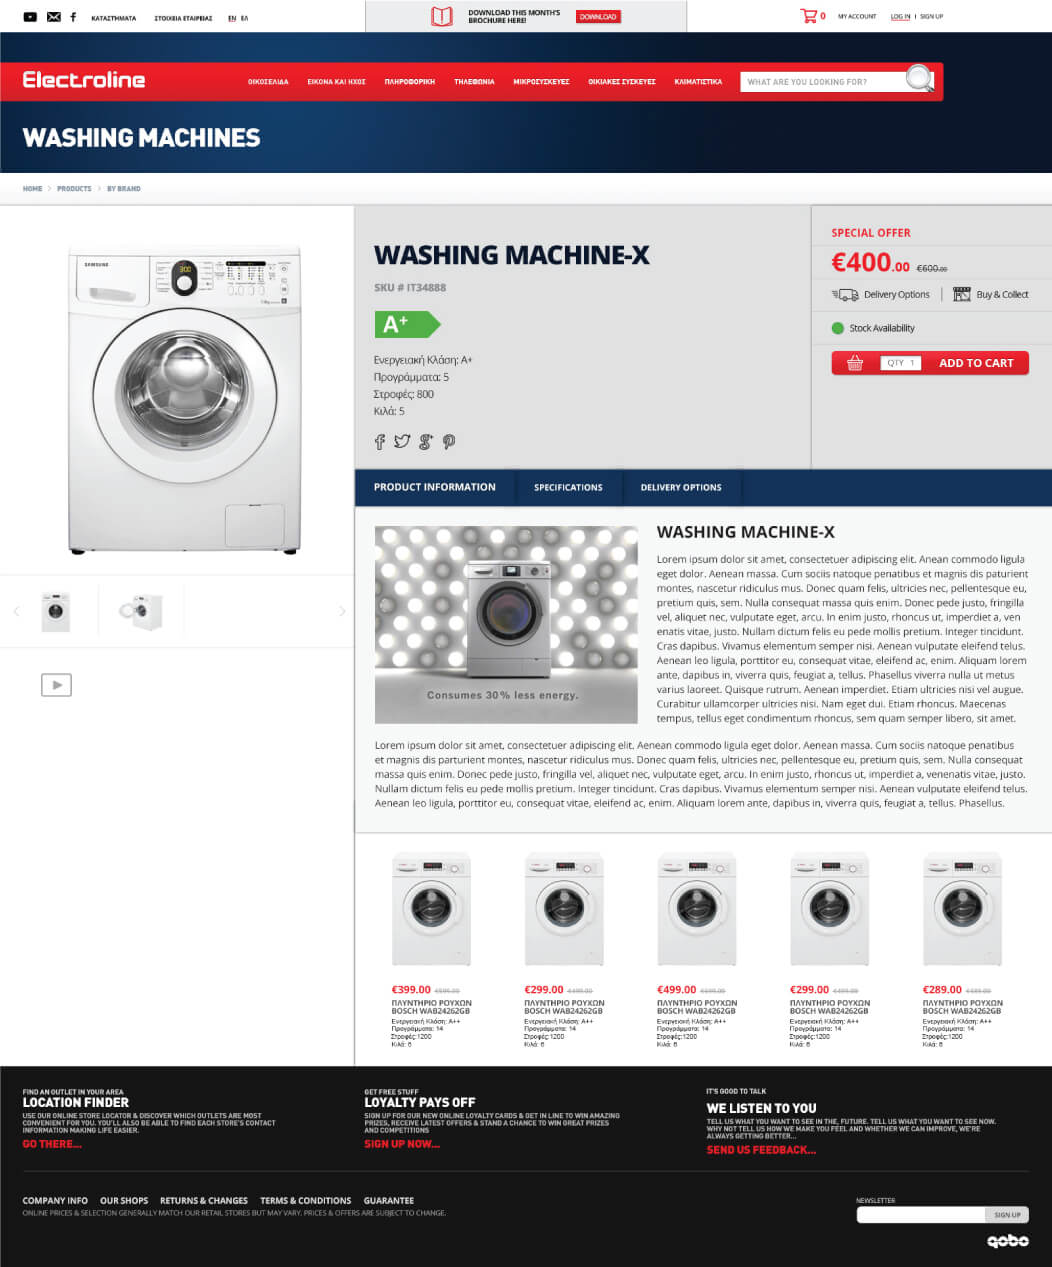 ΚΑΤΑΣΤΗΜΑΤΑ
ΣΤΟΙΧΕΙΑ ΕΤΑΙΡΕΙΑΣ
EN ΕΛ
DOWNLOAD THIS MONTH'S
BROCHURE HERE!
DOWNLOAD
0
MY ACCOUNT
LOG IN | SIGN UP
Electroline
ΟΙΚΟΣΕΛΙΔΑ
ΕΙΚΟΝΑ ΚΑΙ ΗΧΟΣ
ΠΛΗΡΟΦΟΡΙΚΗ
ΤΗΛΕΦΩΝΙΑ
ΜΙΚΡΟΣΥΣΚΕΥΕΣ
ΟΙΚΙΑΚΕΣ ΣΥΣΚΕΥΕΣ
ΚΛΙΜΑΤΙΣΤΙΚΑ
WHAT ARE YOU LOOKING FOR?
WASHING MACHINES
HOME > PRODUCTS > BY BRAND
SAMSUNG
WASHING MACHINE-X
SKU # IT34888
A+
Ενεργειακή Κλάση: A+
Προγράμματα: 5
Στροφές: 800
Κιλά: 5
SPECIAL OFFER
€400.00 €600.00
Delivery Options | Buy & Collect
Stock Availability
QTY 1
ADD TO CART
PRODUCT INFORMATION
SPECIFICATIONS
DELIVERY OPTIONS
Consumes 30% less energy.
WASHING MACHINE-X
Lorem ipsum dolor sit amet, consectetuer adipiscing elit. Anean commodo ligula
eget dolor. Aenean massa. Cum sociis natoque penatibus et magnis dis paturient
montes, nascetur ridiculus mus. Donec quam felis, ultricies nec, pellentesque eu,
pretium quis, sem. Nulla consequat massa quis enim. Donec pede justo, fringilla
vel, aliquet nec, vulputate eget, arcu. In enim justo, rhoncus ut, imperdiet a, ven
enatis vitae, justo. Nullam dictum felis eu pede mollis pretium. Integer tincidunt.
Cras dapibus. Vivamus elementum semper nisi. Aenean vulputate eleifend telus.
Aenean leo ligula, porttitor eu, consequat vitae, eleifend ac, enim. Aliquam lorem
ante, dapibus in, viverra quis, feugiat a, tellus. Phasellus viverra nulla ut metus
varius laoreet. Quisque rutrum. Aenean imperdiet. Etiam ultricies nisi vel augue.
Curabitur ullamcorper ultricies nisi. Nam eget dui. Etiam rhoncus. Maecenas
tempus, tellus eget condimentum rhoncus, sem quam semper libero, sit amet.
Lorem ipsum dolor sit amet, consectetuer adipiscing elit. Aenean commodo ligula eget dolor. Aenean massa. Cum sociis natoque penatibus
et magnis dis parturient montes, nascetur ridiculus mus. Donec quam felis, ultricies nec, pellentesque eu, pretium quis, sem. Nulla consequat
massa quis enim. Donec pede justo, fringilla vel, aliquet nec, vulputate eget, arcu. In enim justo, rhoncus ut, imperdiet a, venenatis vitae, justo.
Nullam dictum felis eu pede mollis pretium. Integer tincidunt. Cras dapibus. Vivamus elementum semper nisi. Aenean vulputate eleifend tellus.
Aenean leo ligula, porttitor eu, consequat vitae, eleifend ac, enim. Aliquam lorem ante, dapibus in, viverra quis, feugiat a, tellus. Phasellus.
€399.00
ΠΛΥΝΤΗΡΙΟ ΡΟΥΧΩΝ
BOSCH WAB24262GB
Ενεργειακή Κλάση: A++
Προγράμματα: 14
Στροφές:1200
Κιλά: 6
€299.00
ΠΛΥΝΤΗΡΙΟ ΡΟΥΧΩΝ
BOSCH WAB24262GB
Ενεργειακή Κλάση: A++
Προγράμματα: 14
Στροφές:1200
Κιλά: 6
€499.00
ΠΛΥΝΤΗΡΙΟ ΡΟΥΧΩΝ
BOSCH WAB24262GB
Ενεργειακή Κλάση: A++
Προγράμματα: 14
Στροφές:1200
Κιλά: 6
€299.00
ΠΛΥΝΤΗΡΙΟ ΡΟΥΧΩΝ
BOSCH WAB24262GB
Ενεργειακή Κλάση: A++
Προγράμματα: 14
Στροφές:1200
Κιλά: 6
€289.00
ΠΛΥΝΤΗΡΙΟ ΡΟΥΧΩΝ
BOSCH WAB24262GB
Ενεργειακή Κλάση: A++
Προγράμματα: 14
Στροφές:1200
Κιλά: 6
FIND AN OUTLET IN YOUR AREA
LOCATION FINDER
USE OUR ONLINE STORE LOCATOR & DISCOVER WHICH OUTLETS ARE MOST
CONVENIENT FOR YOU. YOU'LL ALSO BE ABLE TO FIND EACH STORE'S CONTACT
INFORMATION MAKING LIFE EASIER.
GO THERE...
GET FREE STUFF
LOYALTY PAYS OFF
SIGN UP FOR OUR NEW ONLINE LOYALTY CARDS & GET IN LINE TO WIN AMAZING
PRIZES, RECEIVE LATEST OFFERS & STAND A CHANCE TO WIN GREAT PRIZES
AND COMPETITIONS
SIGN UP NOW...
IT'S GOOD TO TALK
WE LISTEN TO YOU
TELL US WHAT YOU WANT TO SEE IN THE, FUTURE. TELL US WHAT YOU WANT TO SEE NOW.
WHY NOT TELL US HOW WE MAKE YOU FEEL AND WHETHER WE CAN IMPROVE, WE'RE
ALWAYS GETTING BETTER...
SEND US FEEDBACK...
COMPANY INFO
OUR SHOPS
RETURNS & CHANGES
TERMS & CONDITIONS
GUARANTEE
ONLINE PRICES & SELECTION GENERALLY MATCH OUR RETAIL STORES BUT MAY VARY. PRICES & OFFERS ARE SUBJECT TO CHANGE.
NEWSLETTER
SIGN UP
qobo